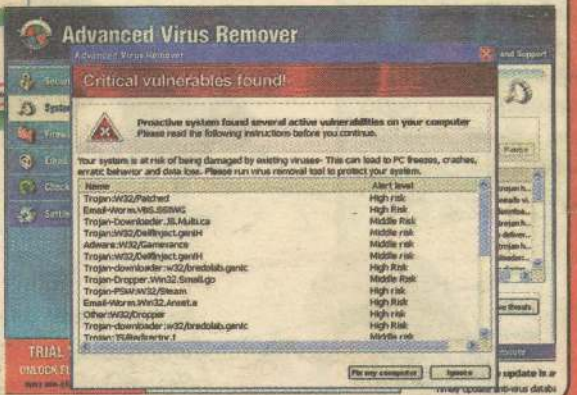 Advanced Virus Remover
Advanced Virus Remover
and Support
Critical vulnerables found!
Proactive system found several active vulnerabilities on your computer
Please read the following instructions before you continue.
Your system is at risk of being damaged by existing viruses- This can lead to PC freezes, crashes,
erratic behavior and data loss. Please run virus removal tool to protect your system.
Name Alert level
Trojan:W32/Patched High risk
Email-Worm.VBS. High Risk
Trojan-Downloader.JS.Multi.ca Middle Risk
Trojan:W32/DelfInject.gen!H Middle risk
Adware:W32/Gamevance Middle risk
Trojan:W32/DelfInject.gen!H Middle risk
Trojan-downloader:w32/bredolab.genic High Risk
Trojan-Dropper.Win32.Small.go Middle Risk
Trojan-PSW:W32/Steam High risk
Email-Worm.Win32.Anset.a High risk
Other:W32/Dropper High risk
Trojan-downloader:w32/bredolab.genic High Risk
Trojan:JS/Redirector.f Middle risk
Fix my computer Ignore
TRIAL
UNLOCK
Pause